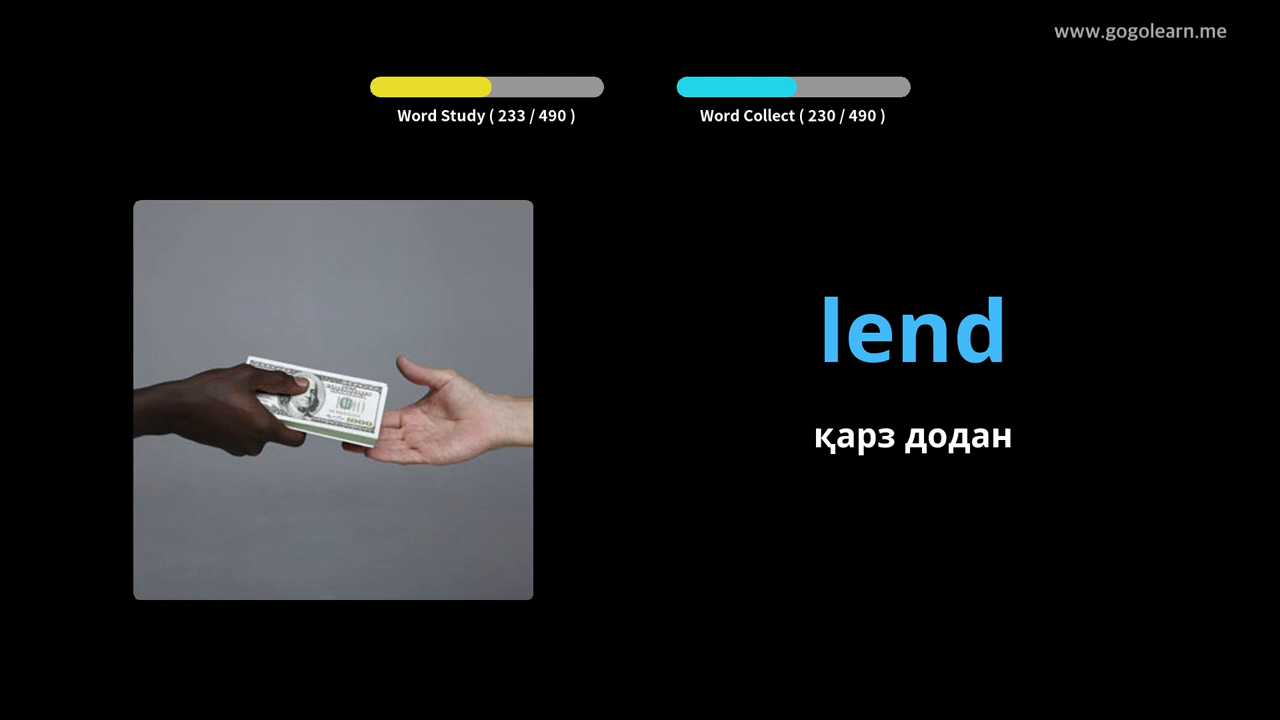 www.gogolearn.me
Word Study ( 233 / 490 )
Word Collect ( 230 / 490 )
lend
қарз додан